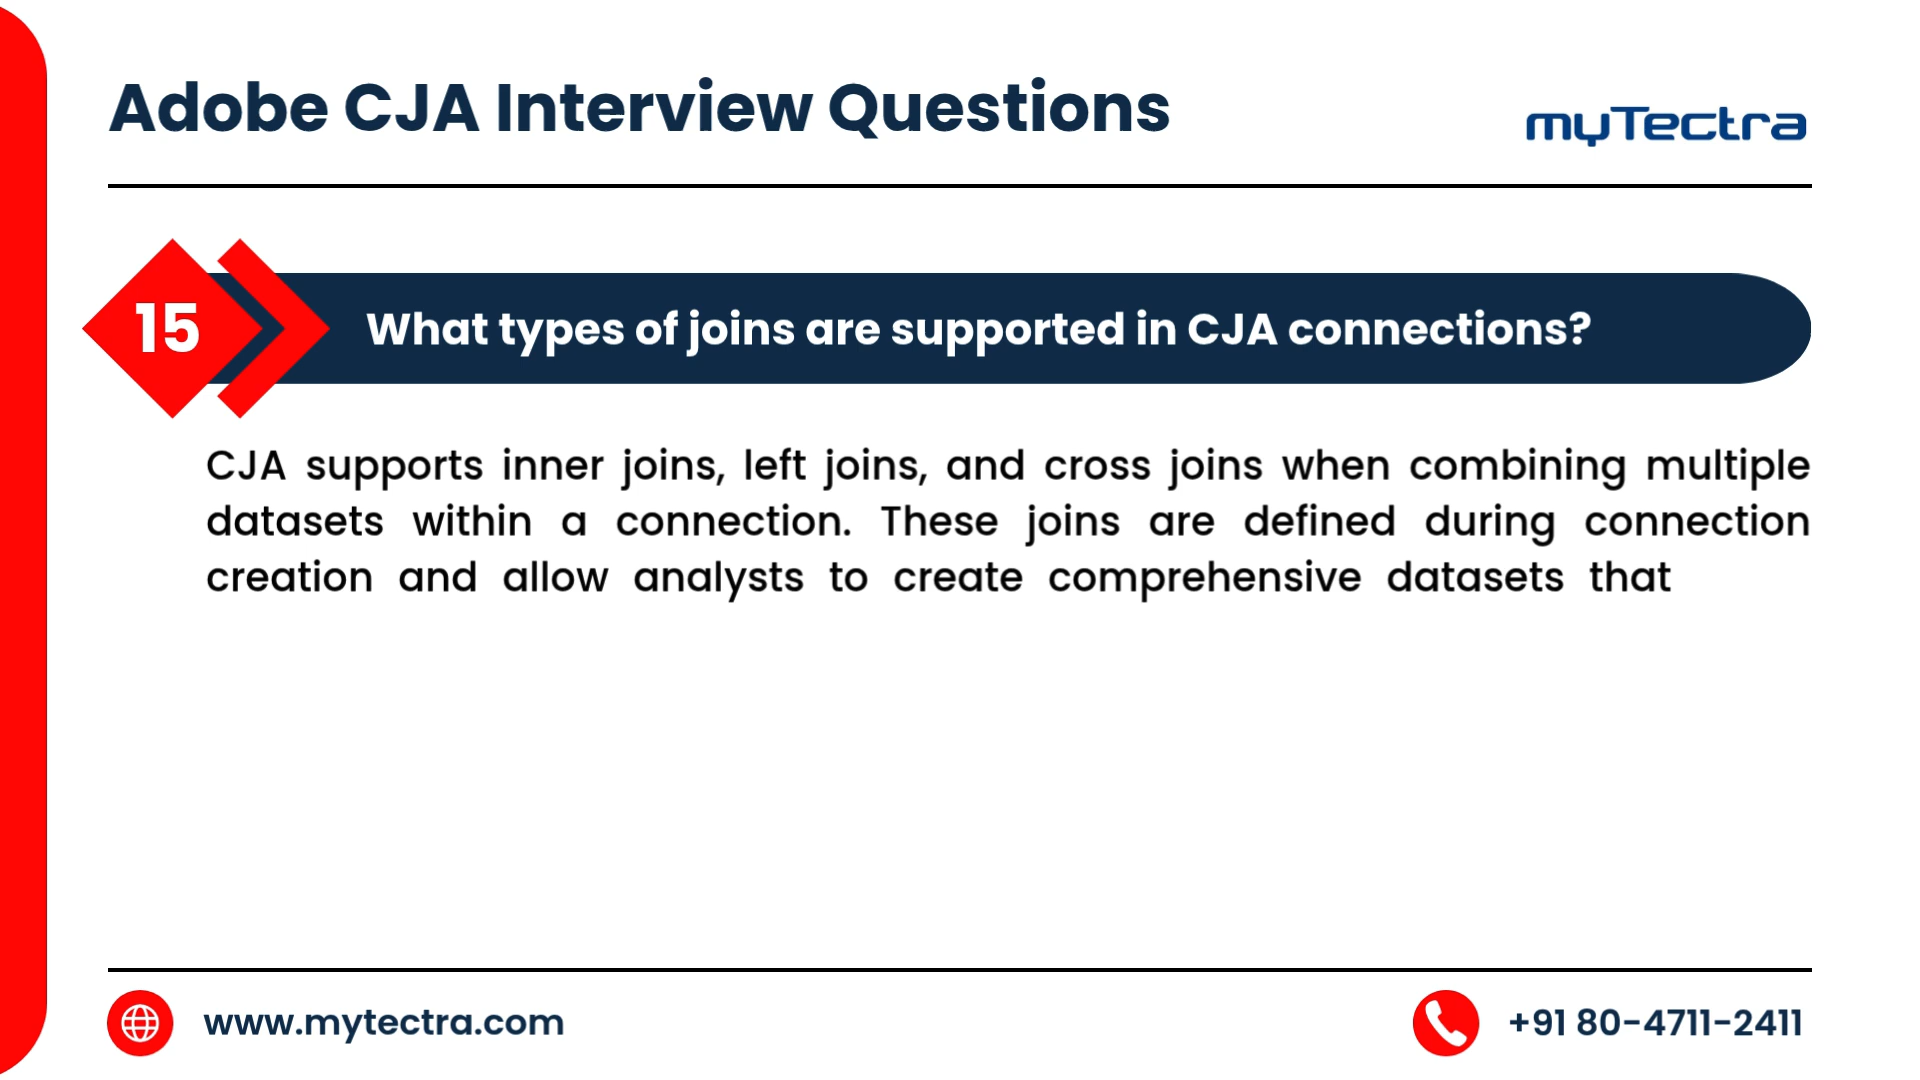 Adobe CJA Interview Questions
myTectra
15
What types of joins are supported in CJA connections?
CJA supports inner joins, left joins, and cross joins when combining multiple
datasets within a connection. These joins are defined during connection
creation and allow analysts to create comprehensive datasets that
www.mytectra.com
+91 80-4711-2411